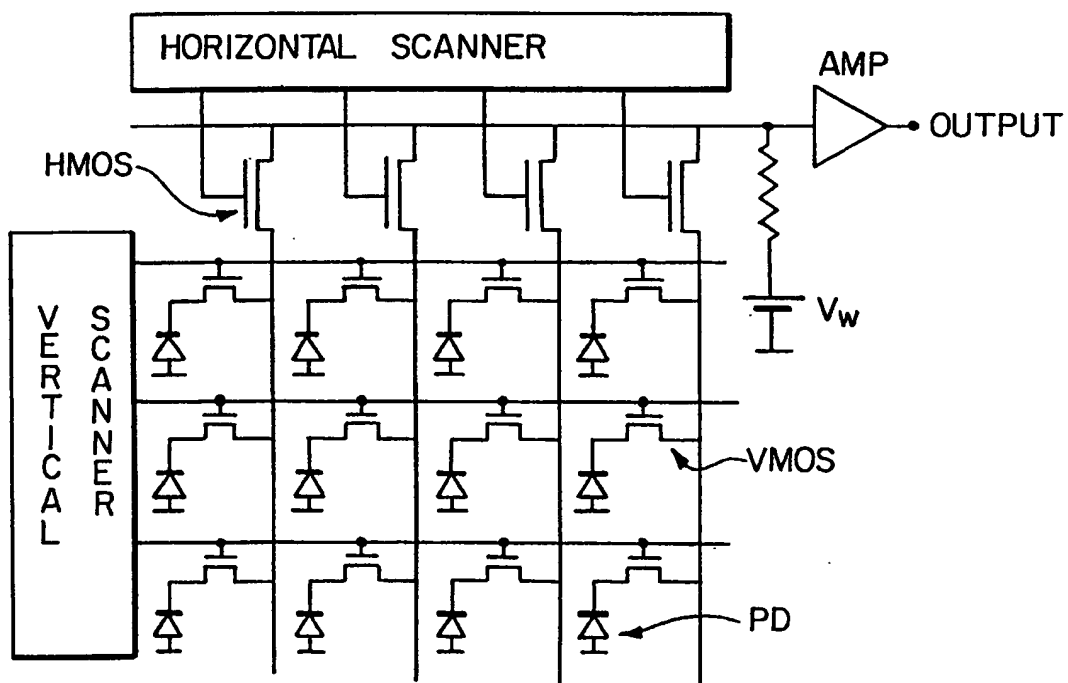 HORIZONTAL SCANNER
AMP
OUTPUT
HMOS
VERTICAL
SCANNER
Vw
VMOS
PD